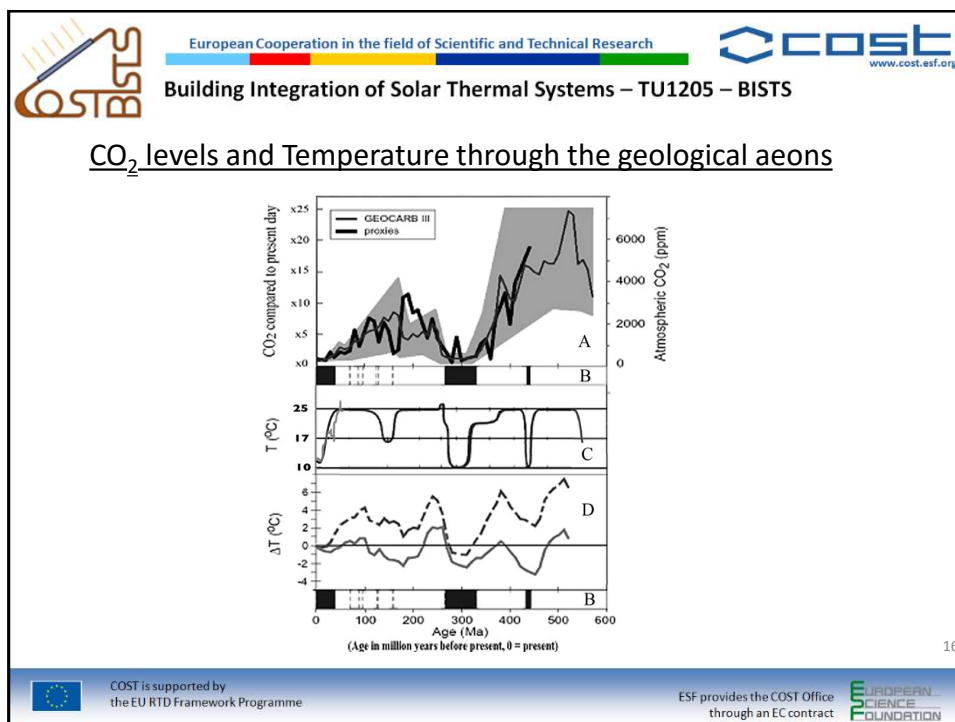 European Cooperation in the field of Scientific and Technical Research
COST
BISTS
cost
www.cost.esf.org
Building Integration of Solar Thermal Systems – TU1205 – BISTS
CO2 levels and Temperature through the geological aeons
CO2 compared to present day
x25
x20
x15
x10
x5
x0
GEOCARB III
proxies
6000
4000
2000
0
Atmospheric CO2 (ppm)
A
B
T (°C)
25
17
10
C
ΔT (°C)
6
4
2
0
-2
-4
D
B
0 100 200 300 400 500 600
Age (Ma)
(Age in million years before present, 0 = present)
16
COST is supported by
the EU RTD Framework Programme
ESF provides the COST Office
through an EC contract
EUROPEAN
SCIENCE
FOUNDATION